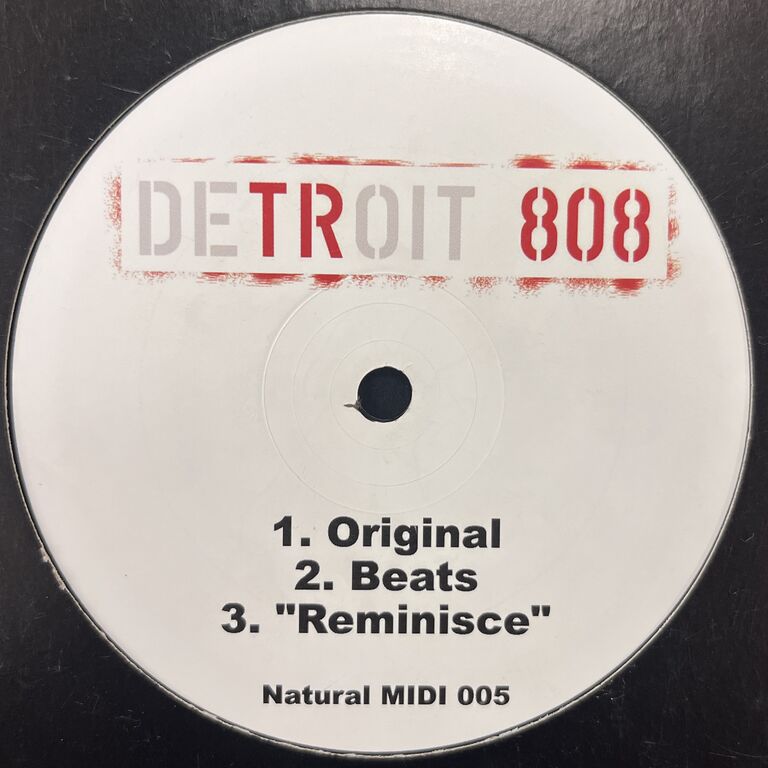 DETROIT 808
1. Original
2. Beats
3. "Reminisce"
Natural MIDI 005